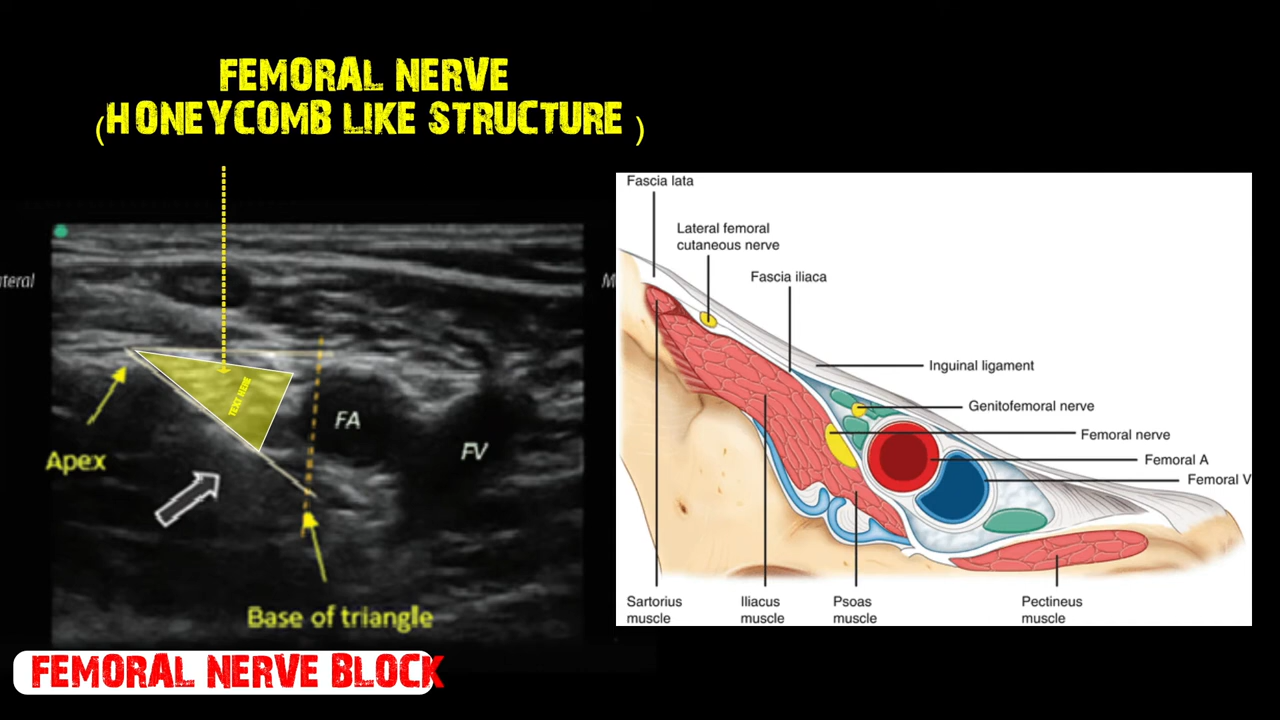 FEMORAL NERVE
(HONEYCOMB LIKE STRUCTURE )
ateral
M
TEXT HERE
Apex
FA
FV
Base of triangle
FEMORAL NERVE BLOCK
Fascia lata
Lateral femoral
cutaneous nerve
Fascia iliaca
Inguinal ligament
Genitofemoral nerve
Femoral nerve
Femoral A
Femoral V
Sartorius
muscle
Iliacus
muscle
Psoas
muscle
Pectineus
muscle